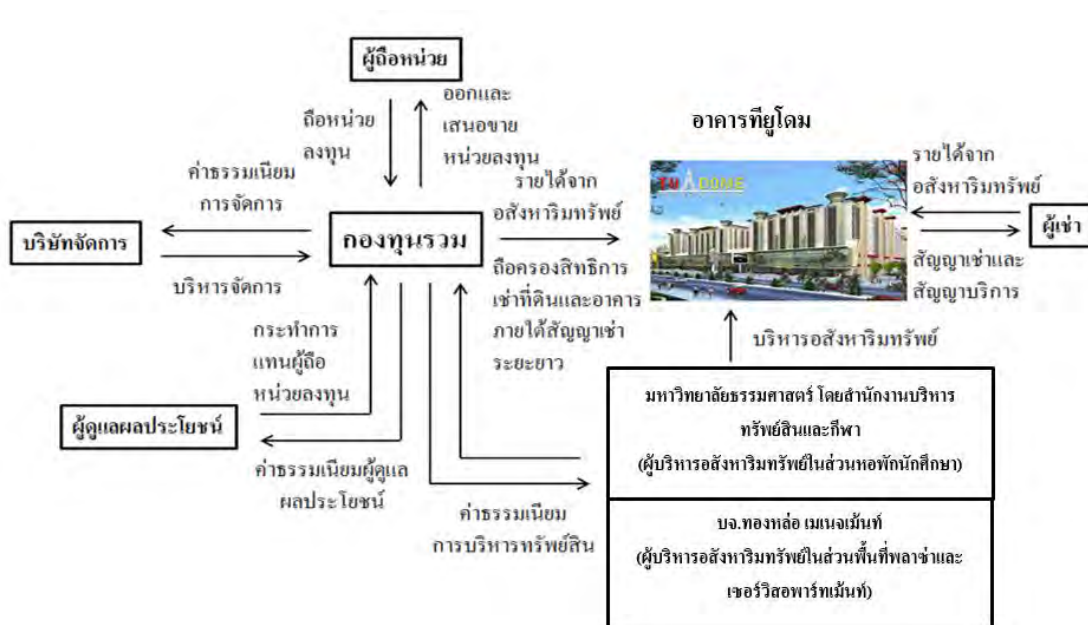 ผู้ถือหน่วย
ถือหน่วย
ลงทุน
ออกและ
เสนอขาย
หน่วยลงทุน
อาคารทียูโดม
ค่าธรรมเนียม
การจัดการ
รายได้จาก
อสังหาริมทรัพย์
TU DOME
รายได้จาก
อสังหาริมทรัพย์
บริษัทจัดการ
กองทุนรวม
ผู้เช่า
บริหารจัดการ
ถือครองสิทธิการ
เช่าที่ดินและอาคาร
ภายใต้สัญญาเช่า
ระยะยาว
สัญญาเช่าและ
สัญญาบริการ
กระทำการ
แทนผู้ถือ
หน่วยลงทุน
บริหารอสังหาริมทรัพย์
ผู้ดูแลผลประโยชน์
ค่าธรรมเนียมผู้ดูแล
ผลประโยชน์
มหาวิทยาลัยธรรมศาสตร์ โดยสำนักงานบริหาร
ทรัพย์สินและกีฬา
(ผู้บริหารอสังหาริมทรัพย์ในส่วนหอพักนักศึกษา)
ค่าธรรมเนียม
การบริหารทรัพย์สิน
บจ.ทองหล่อ เมเนจเม้นท์
(ผู้บริหารอสังหาริมทรัพย์ในส่วนพื้นที่พลาซ่าและ
เซอร์วิสอพาร์ทเม้นท์)